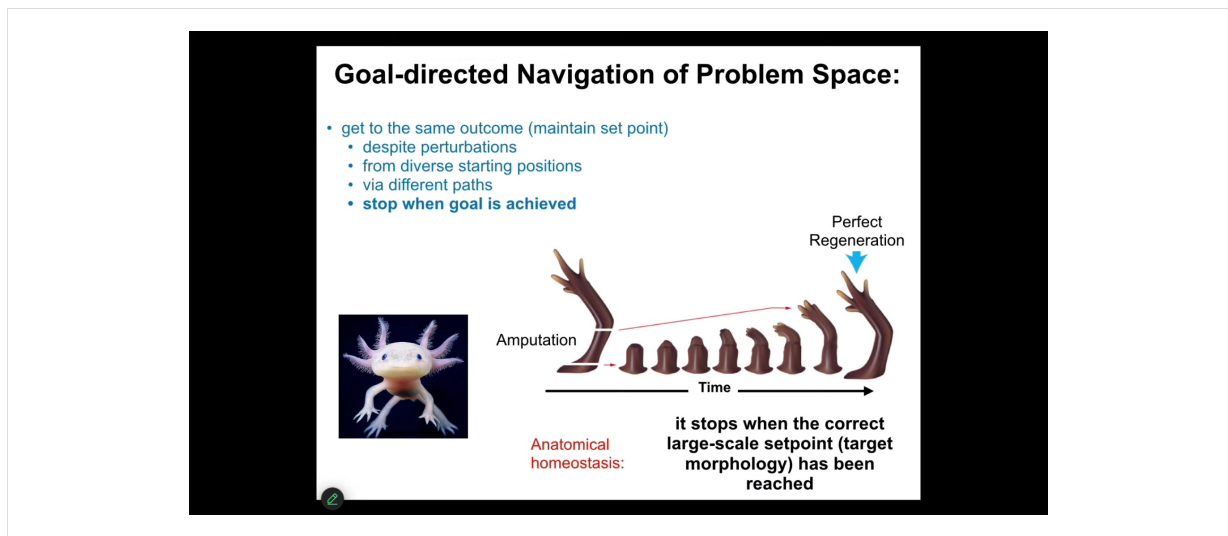 Goal-directed Navigation of Problem Space:
• get to the same outcome (maintain set point)
• despite perturbations
• from diverse starting positions
• via different paths
• stop when goal is achieved
Perfect
Regeneration
Amputation
Time
Anatomical
homeostasis:
it stops when the correct
large-scale setpoint (target
morphology) has been
reached